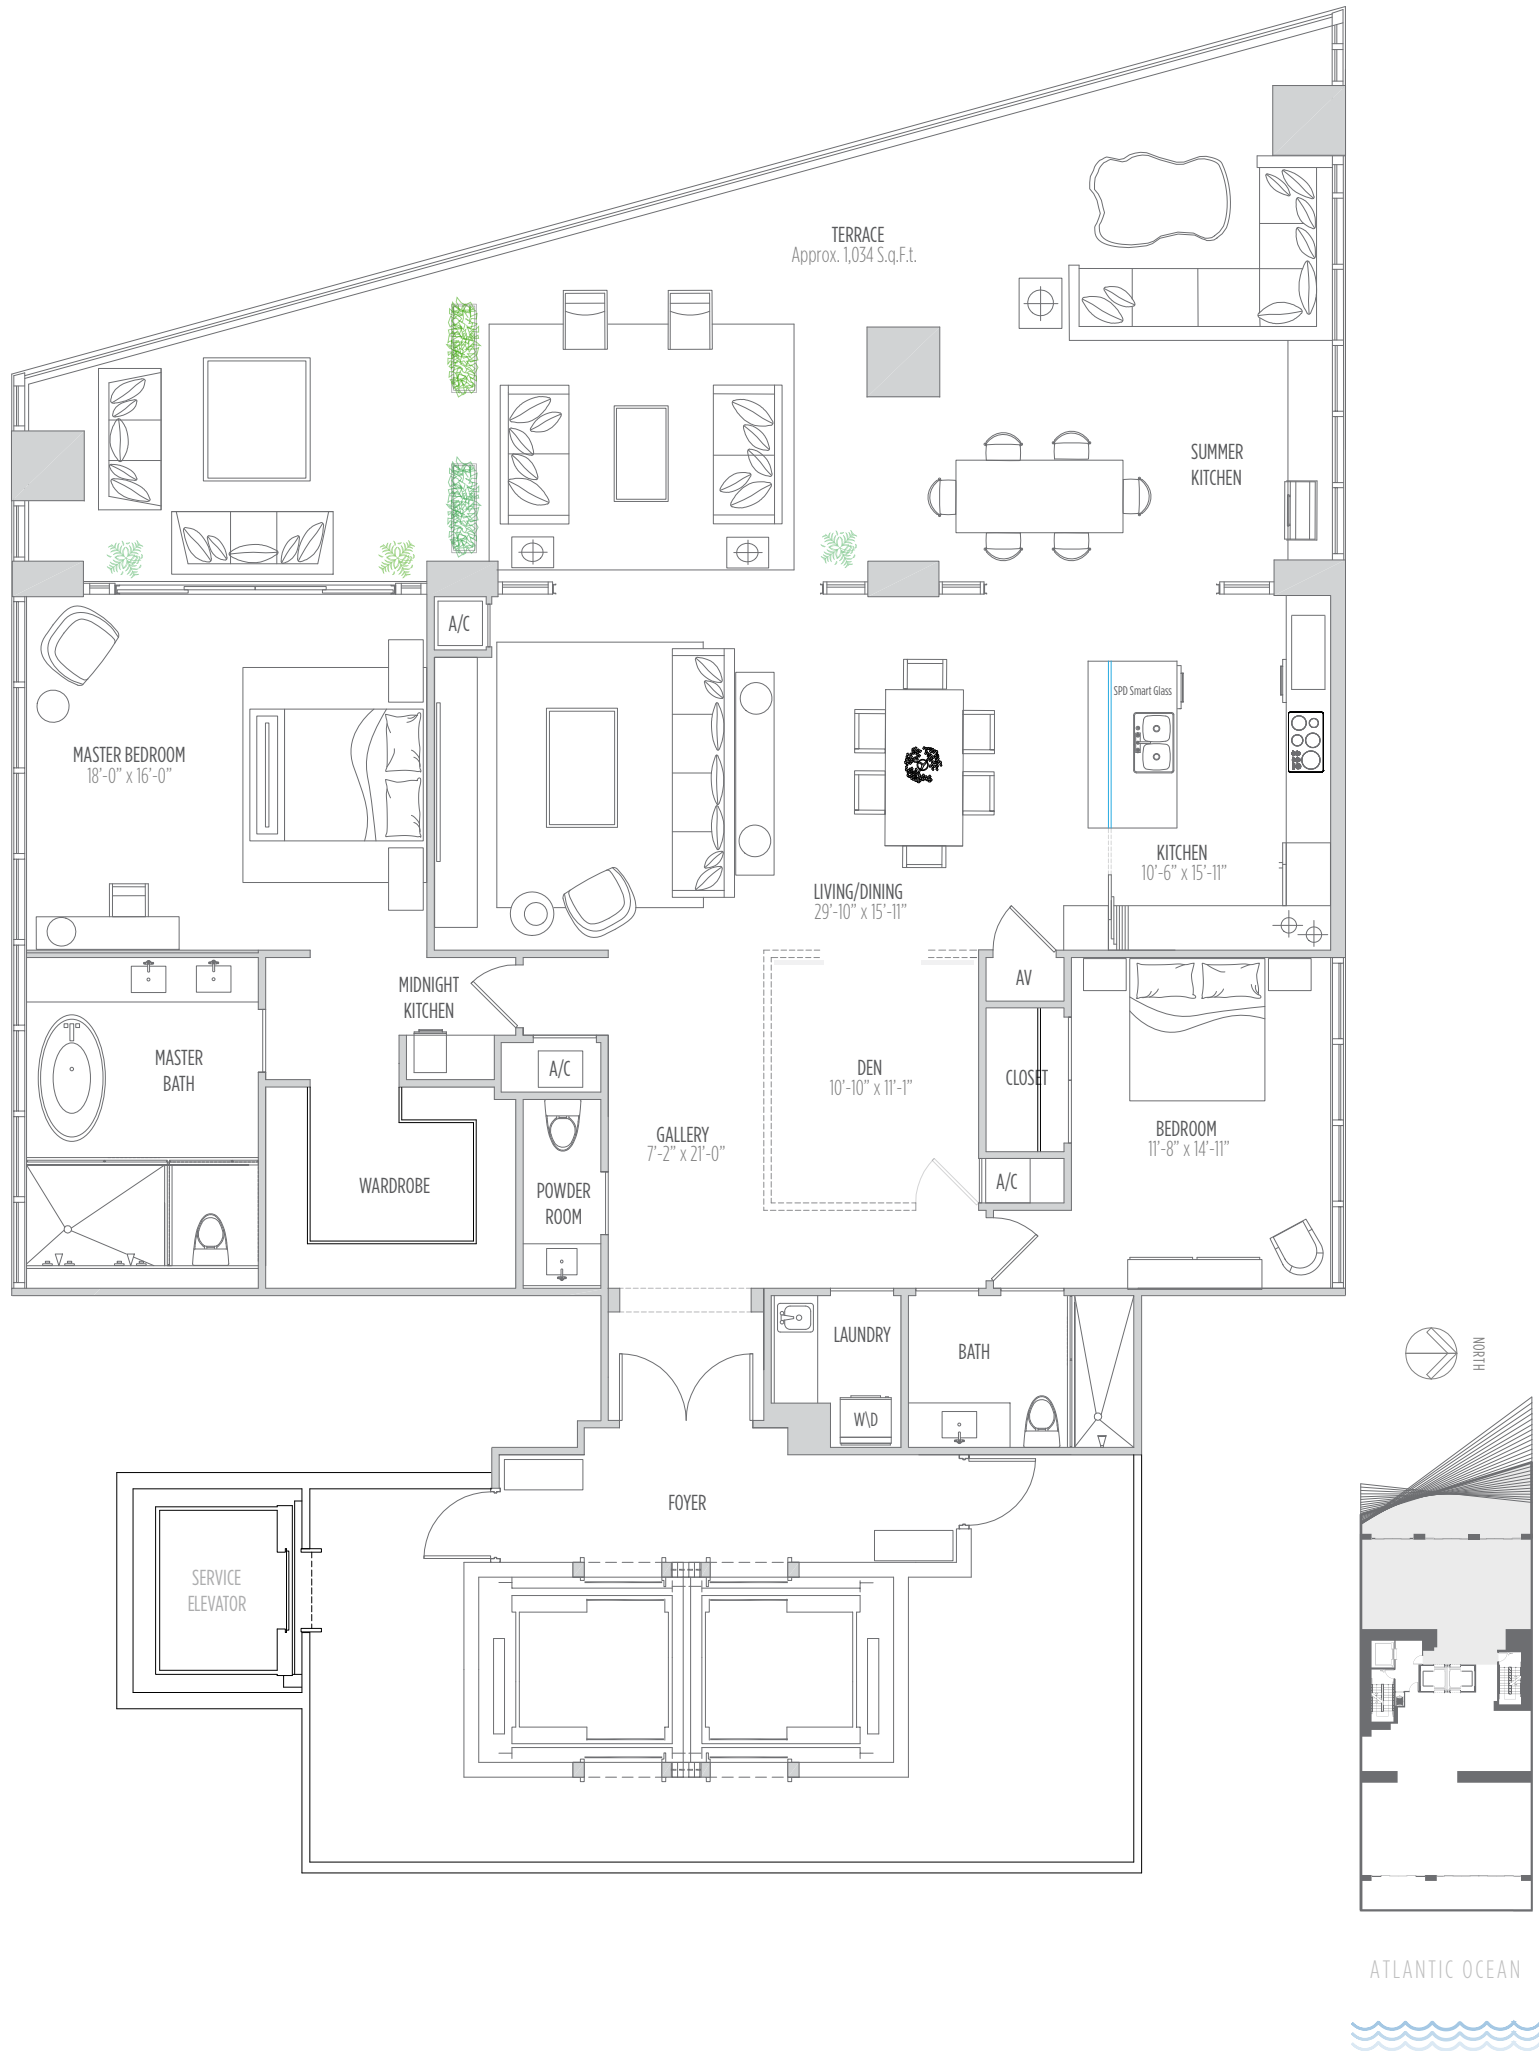 TERRACE
Approx. 1,034 S.q.F.t.
SUMMER
KITCHEN
A/C
SPD Smart Glass
MASTER BEDROOM
18'-0" x 16'-0"
KITCHEN
10'-6" x 15'-11"
LIVING/DINING
29'-10" x 15'-11"
MIDNIGHT
KITCHEN
AV
MASTER
BATH
A/C
DEN
10'-10" x 11'-1"
CLOSET
GALLERY
7'-2" x 21'-0"
BEDROOM
11'-8" x 14'-11"
WARDROBE
POWDER
ROOM
A/C
LAUNDRY
BATH
NORTH
W\D
FOYER
SERVICE
ELEVATOR
ATLANTIC OCEAN